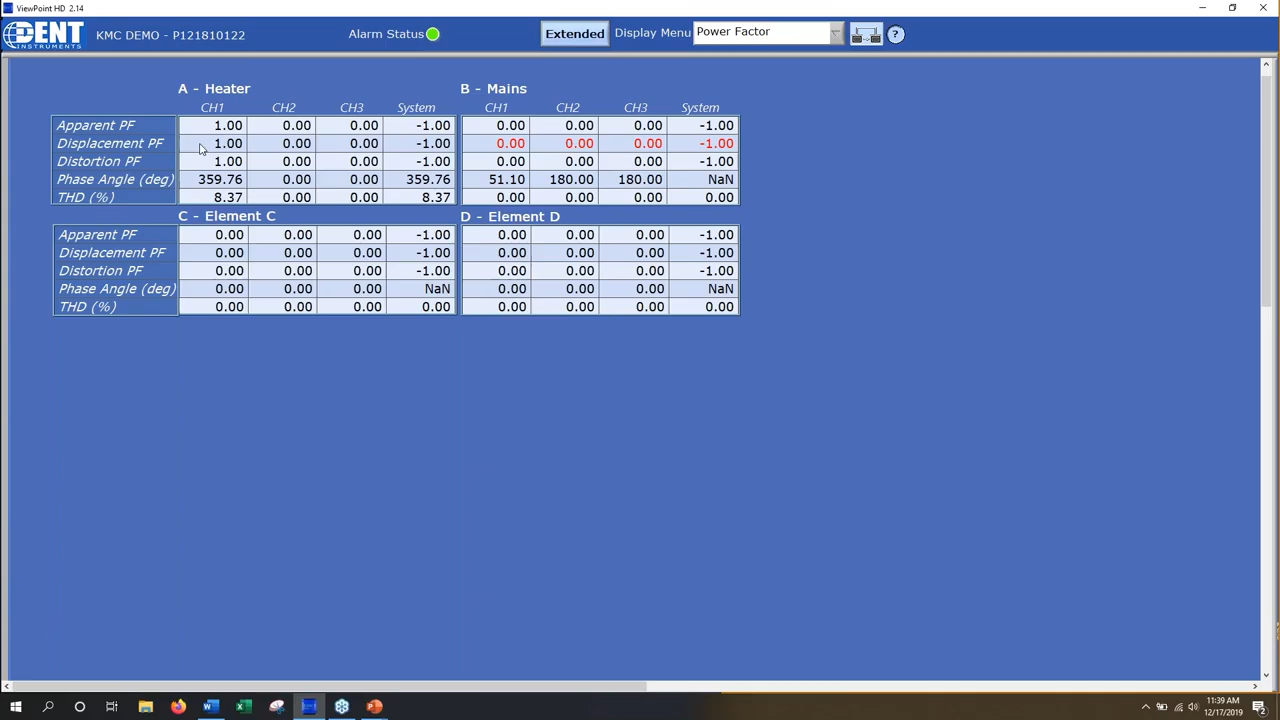 ViewPoint HD 2.14
DENT INSTRUMENTS KMC DEMO - P121810122 Alarm Status Extended Display Menu Power Factor ?
A - Heater B - Mains
CH1 CH2 CH3 System CH1 CH2 CH3 System
Apparent PF 1.00 0.00 0.00 -1.00 0.00 0.00 0.00 -1.00
Displacement PF 1.00 0.00 0.00 -1.00 0.00 0.00 0.00 -1.00
Distortion PF 1.00 0.00 0.00 -1.00 0.00 0.00 0.00 -1.00
Phase Angle (deg) 359.76 0.00 0.00 359.76 51.10 180.00 180.00 NaN
THD (%) 8.37 0.00 0.00 8.37 0.00 0.00 0.00 0.00
C - Element C D - Element D
Apparent PF 0.00 0.00 0.00 -1.00 0.00 0.00 0.00 -1.00
Displacement PF 0.00 0.00 0.00 -1.00 0.00 0.00 0.00 -1.00
Distortion PF 0.00 0.00 0.00 -1.00 0.00 0.00 0.00 -1.00
Phase Angle (deg) 0.00 0.00 0.00 NaN 0.00 0.00 0.00 NaN
THD (%) 0.00 0.00 0.00 0.00 0.00 0.00 0.00 0.00
11:39 AM
12/17/2019
2